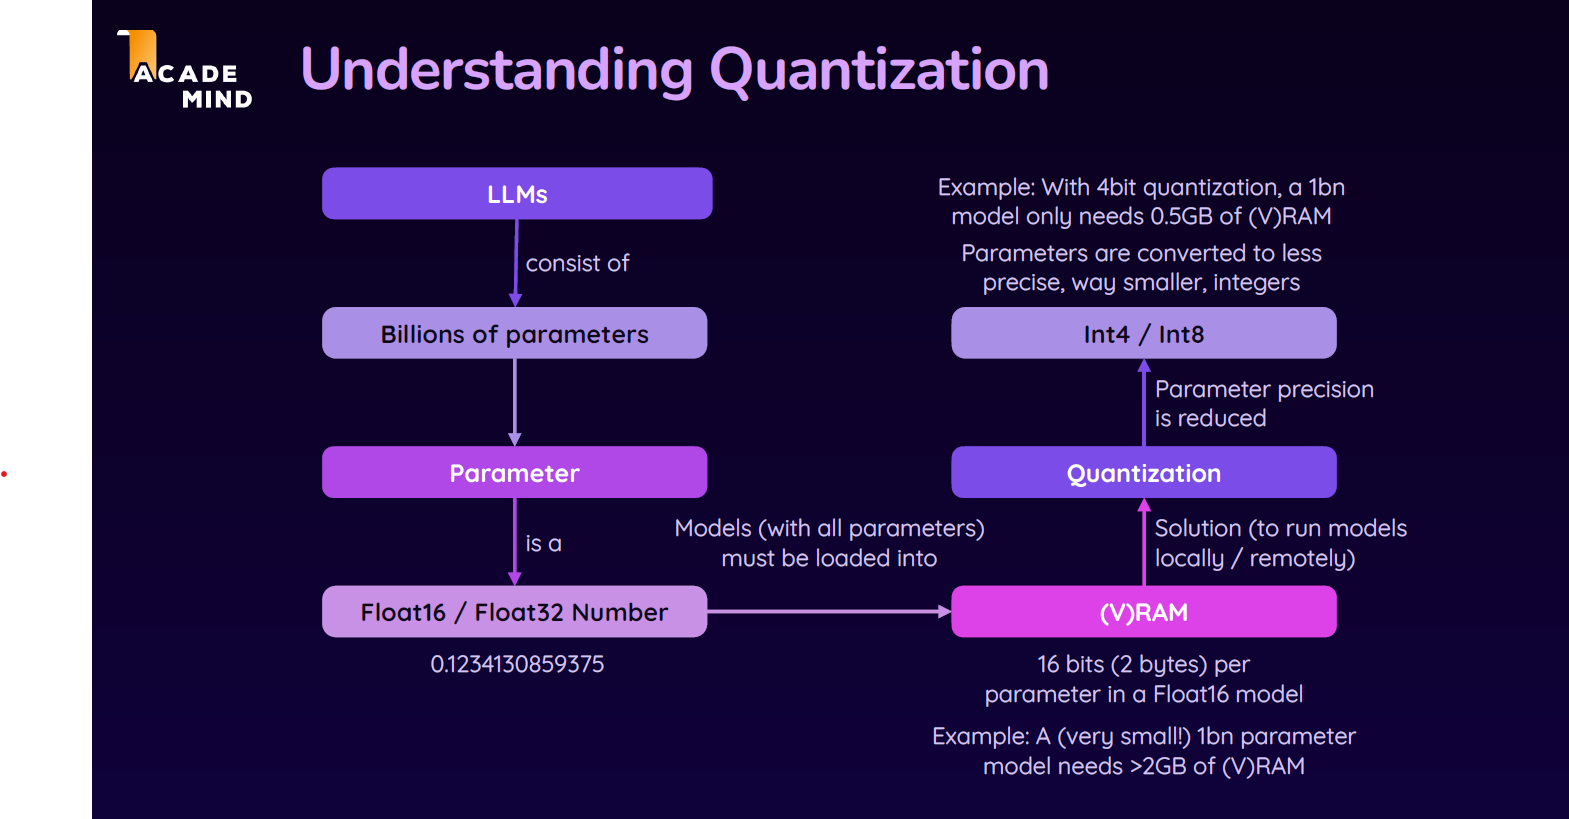 ACADE
MIND
Understanding Quantization
LLMs
consist of
Billions of parameters
Parameter
is a
Float16 / Float32 Number
0.1234130859375
Models (with all parameters)
must be loaded into
(V)RAM
16 bits (2 bytes) per
parameter in a Float16 model
Example: A (very small!) 1bn parameter
model needs >2GB of (V)RAM
Solution (to run models
locally / remotely)
Quantization
Parameter precision
is reduced
Int4 / Int8
Parameters are converted to less
precise, way smaller, integers
Example: With 4bit quantization, a 1bn
model only needs 0.5GB of (V)RAM